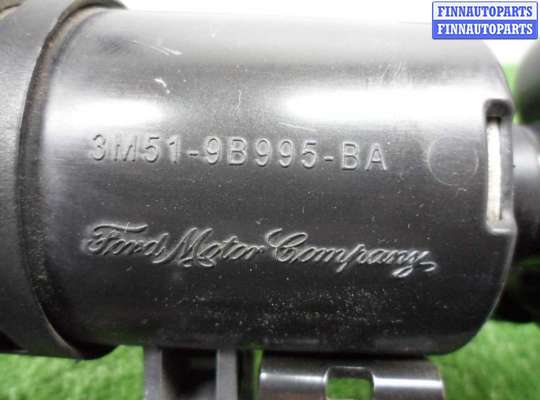 FINNAUTOPARTS
FINNAUTOPARTS
3M51-9B995-BA
Ford Motor Company